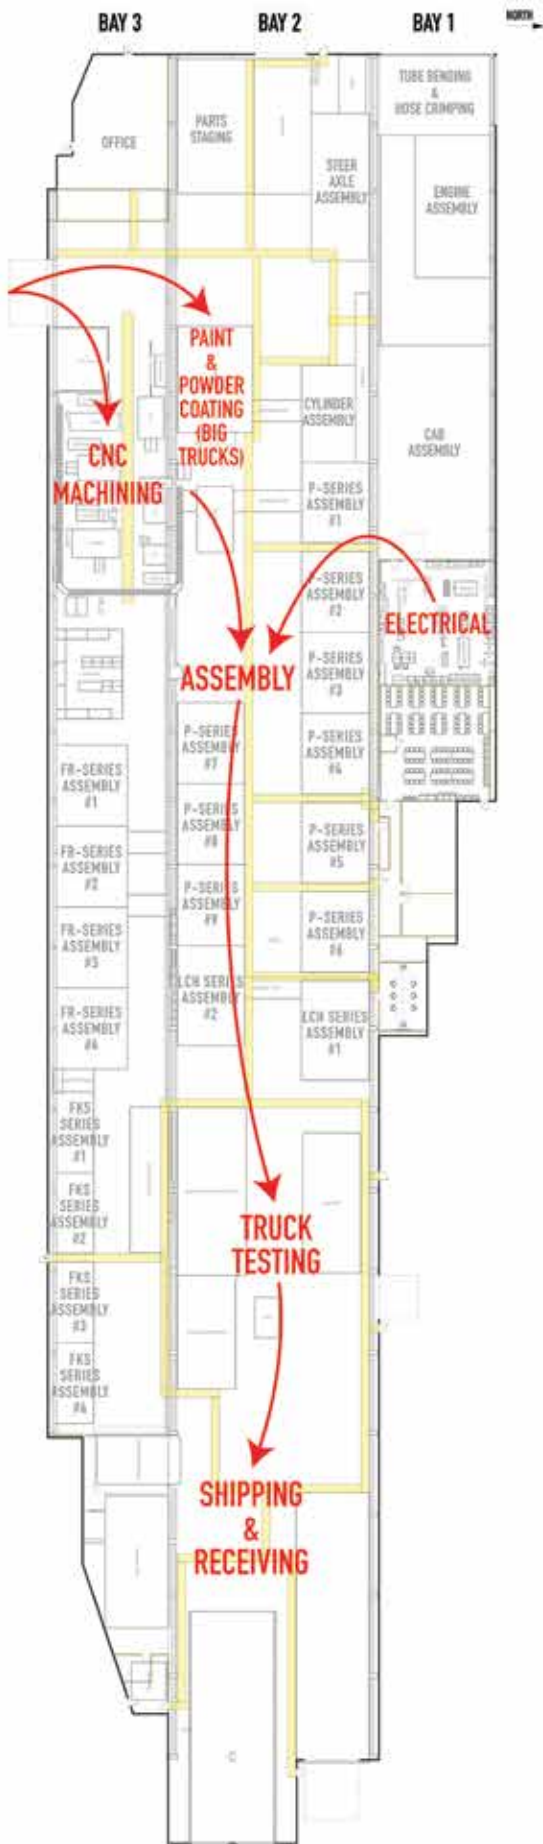 BAY 3
BAY 2
BAY 1
NORTH
OFFICE
PARTS
STAGING
STEER
AXLE
ASSEMBLY
TUBE BENDING
&
HOSE CRIMPING
ENGINE
ASSEMBLY
PAINT
&
POWDER
COATING
(BIG
TRUCKS)
CNC
MACHINING
CYLINDER
ASSEMBLY
CAB
ASSEMBLY
P-SERIES
ASSEMBLY
#1
P-SERIES
ASSEMBLY
#2
ELECTRICAL
ASSEMBLY
P-SERIES
ASSEMBLY
#3
P-SERIES
ASSEMBLY
#4
P-SERIES
ASSEMBLY
#7
P-SERIES
ASSEMBLY
#8
P-SERIES
ASSEMBLY
#9
P-SERIES
ASSEMBLY
#5
P-SERIES
ASSEMBLY
#6
FR-SERIES
ASSEMBLY
#1
FR-SERIES
ASSEMBLY
#2
FR-SERIES
ASSEMBLY
#3
FR-SERIES
ASSEMBLY
#4
LCH SERIES
ASSEMBLY
#2
LCH SERIES
ASSEMBLY
#1
FKS
SERIES
ASSEMBLY
#1
FKS
SERIES
ASSEMBLY
#2
FKS
SERIES
ASSEMBLY
#3
FKS
SERIES
ASSEMBLY
#4
TRUCK
TESTING
SHIPPING
&
RECEIVING